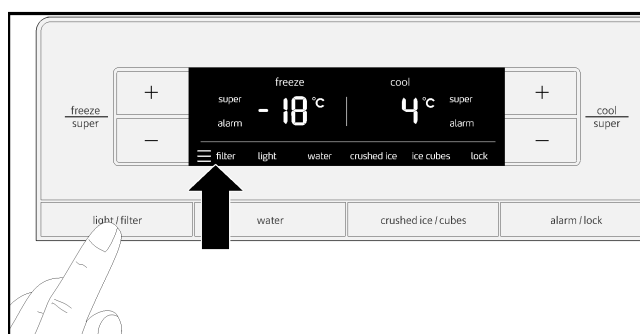 freeze cool
super super
- 18 °C 4 °C
alarm alarm
filter light water crushed ice ice cubes lock
freeze
super
+
−
+
−
cool
super
light / filter water crushed ice / cubes alarm / lock